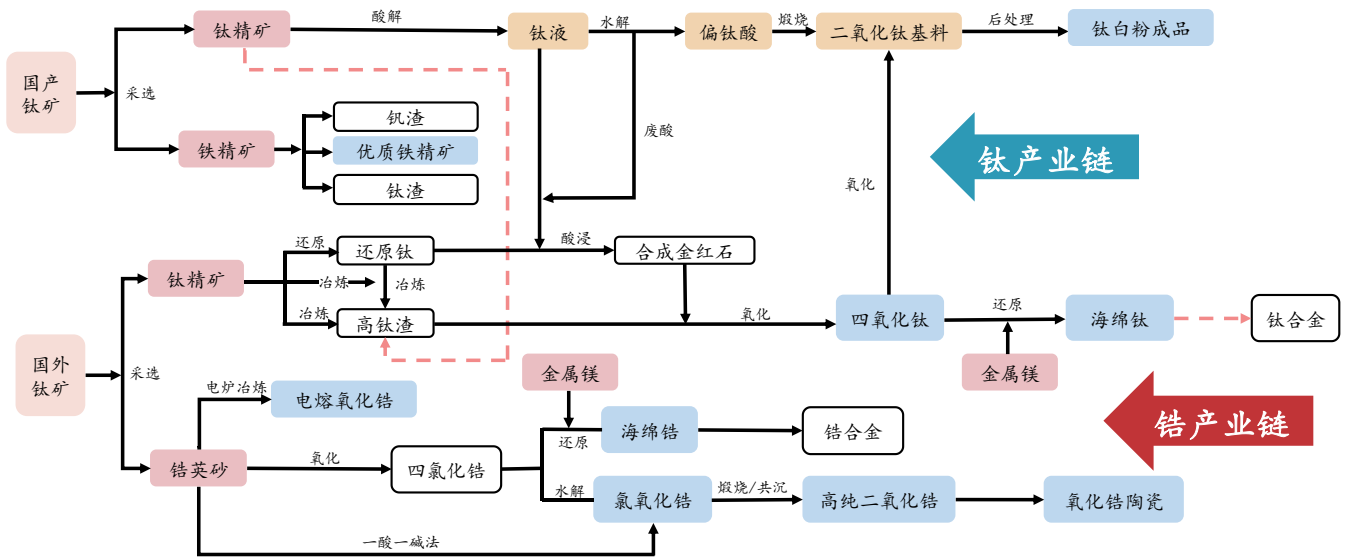 国产
钛矿
采选
钛精矿
酸解
钛液
水解
偏钛酸
煅烧
二氧化钛基料
后处理
钛白粉成品
铁精矿
钒渣
优质铁精矿
钛渣
废酸
氧化
钛产业链
国外
钛矿
采选
钛精矿
还原
还原钛
酸浸
合成金红石
冶炼
冶炼
冶炼
高钛渣
氧化
四氧化钛
还原
海绵钛
钛合金
金属镁
金属镁
电炉冶炼
电熔氧化锆
锆产业链
锆英砂
氧化
四氯化锆
还原
海绵锆
锆合金
水解
氯氧化锆
煅烧/共沉
高纯二氧化锆
氧化锆陶瓷
一酸一碱法